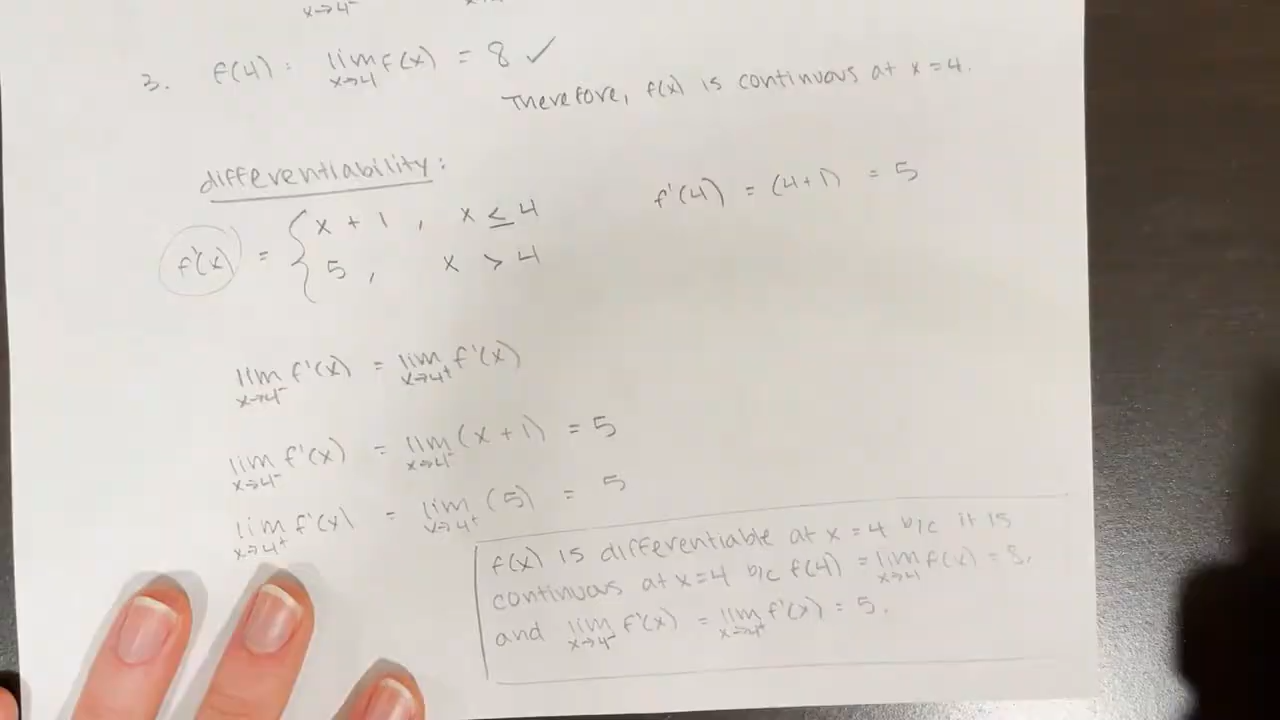 x→4⁻
3. f(4) = lim x→4 f(x) = 8 ✓
Therefore, f(x) is continuous at x = 4.
differentiability:
f'(x) = { x + 1 , x ≤ 4
5 , x > 4
f'(4) = (4+1) = 5
lim x→4⁻ f'(x) = lim x→4⁺ f'(x)
lim x→4⁻ f'(x) = lim x→4⁻ (x + 1) = 5
lim x→4⁺ f'(x) = lim x→4⁺ (5) = 5
f(x) is differentiable at x = 4 b/c it is
continuous at x=4 b/c f(4) = lim x→4 f(x) = 8,
and lim x→4⁻ f'(x) = lim x→4⁺ f'(x) = 5.